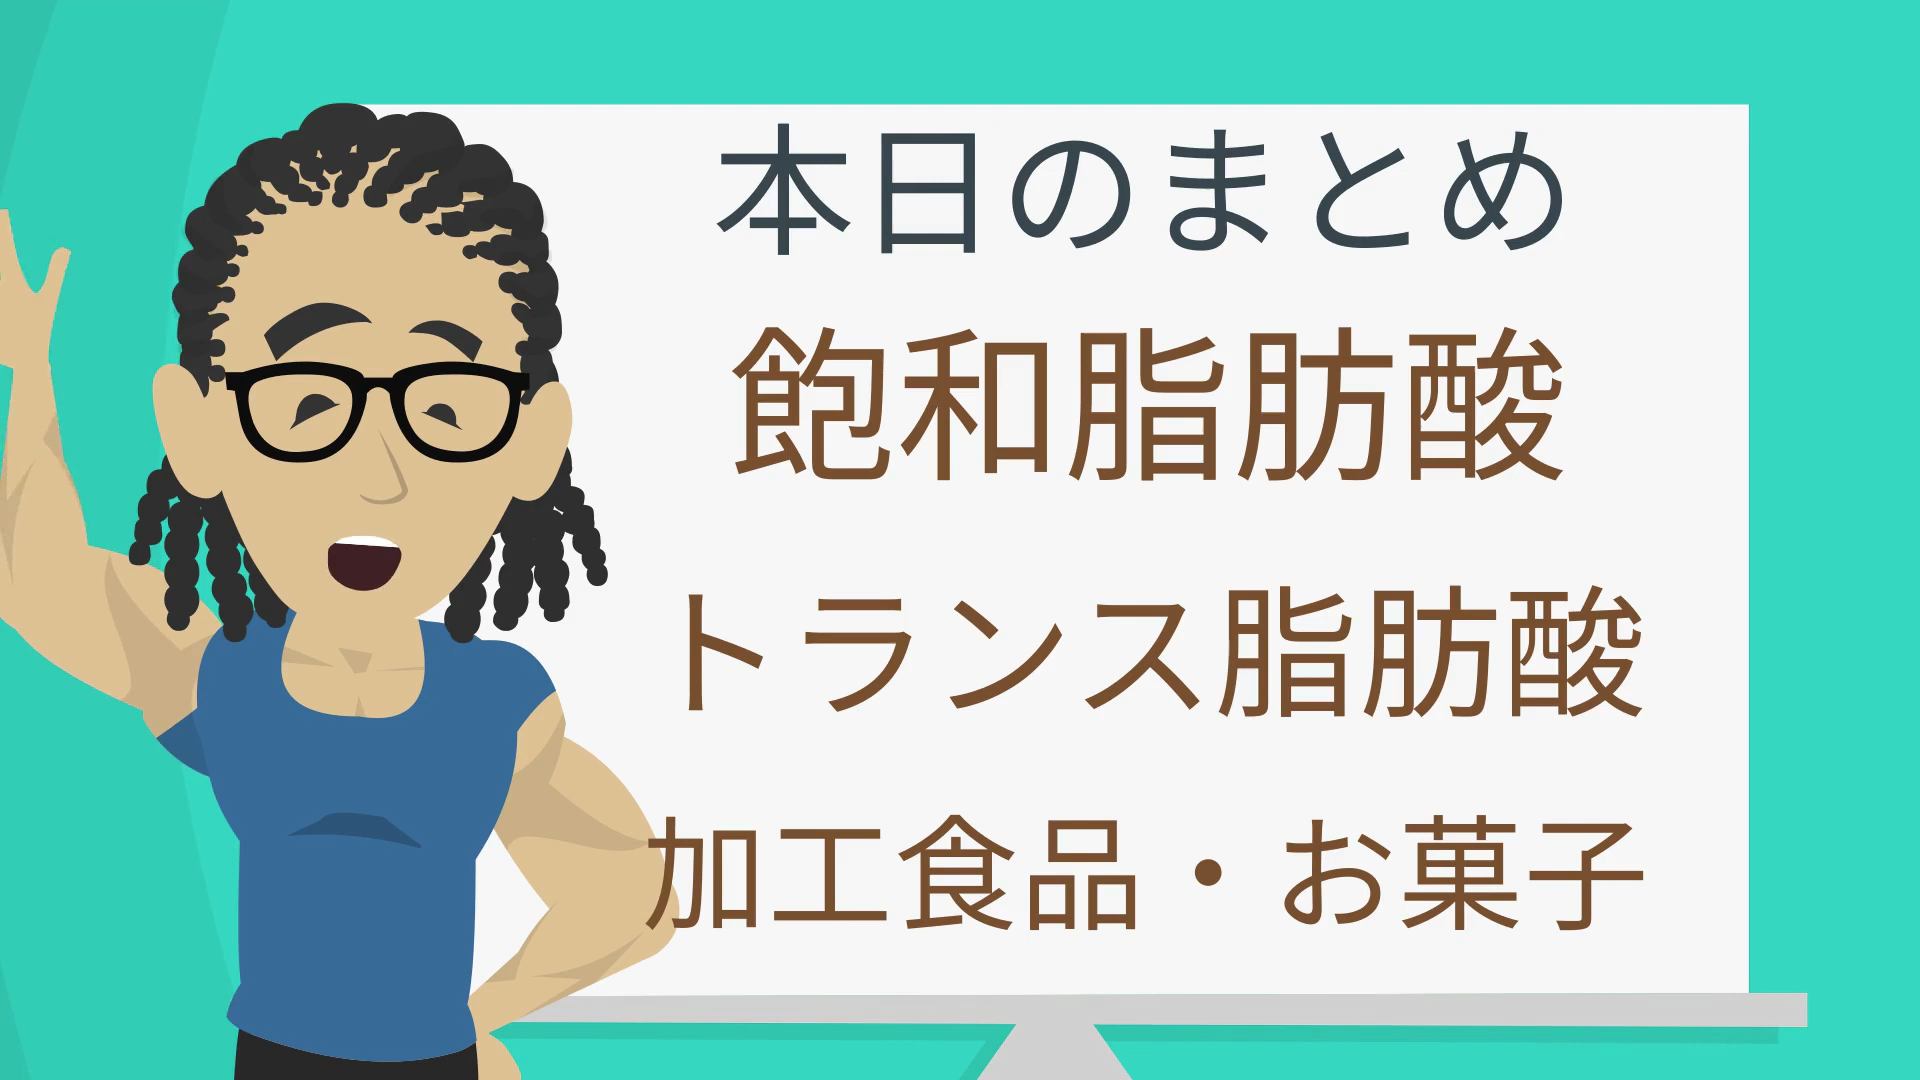 本日のまとめ
飽和脂肪酸
トランス脂肪酸
加工食品・お菓子